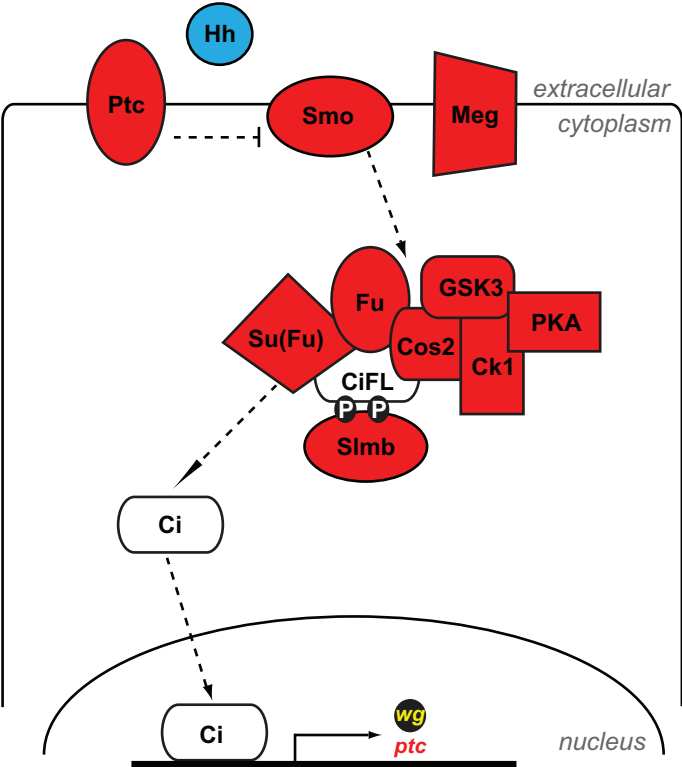 Hh
Ptc
Smo
Meg
extracellular
cytoplasm
Fu
GSK3
PKA
Su(Fu)
Cos2
Ck1
CiFL
P P
Slmb
Ci
Ci
wg
ptc
nucleus